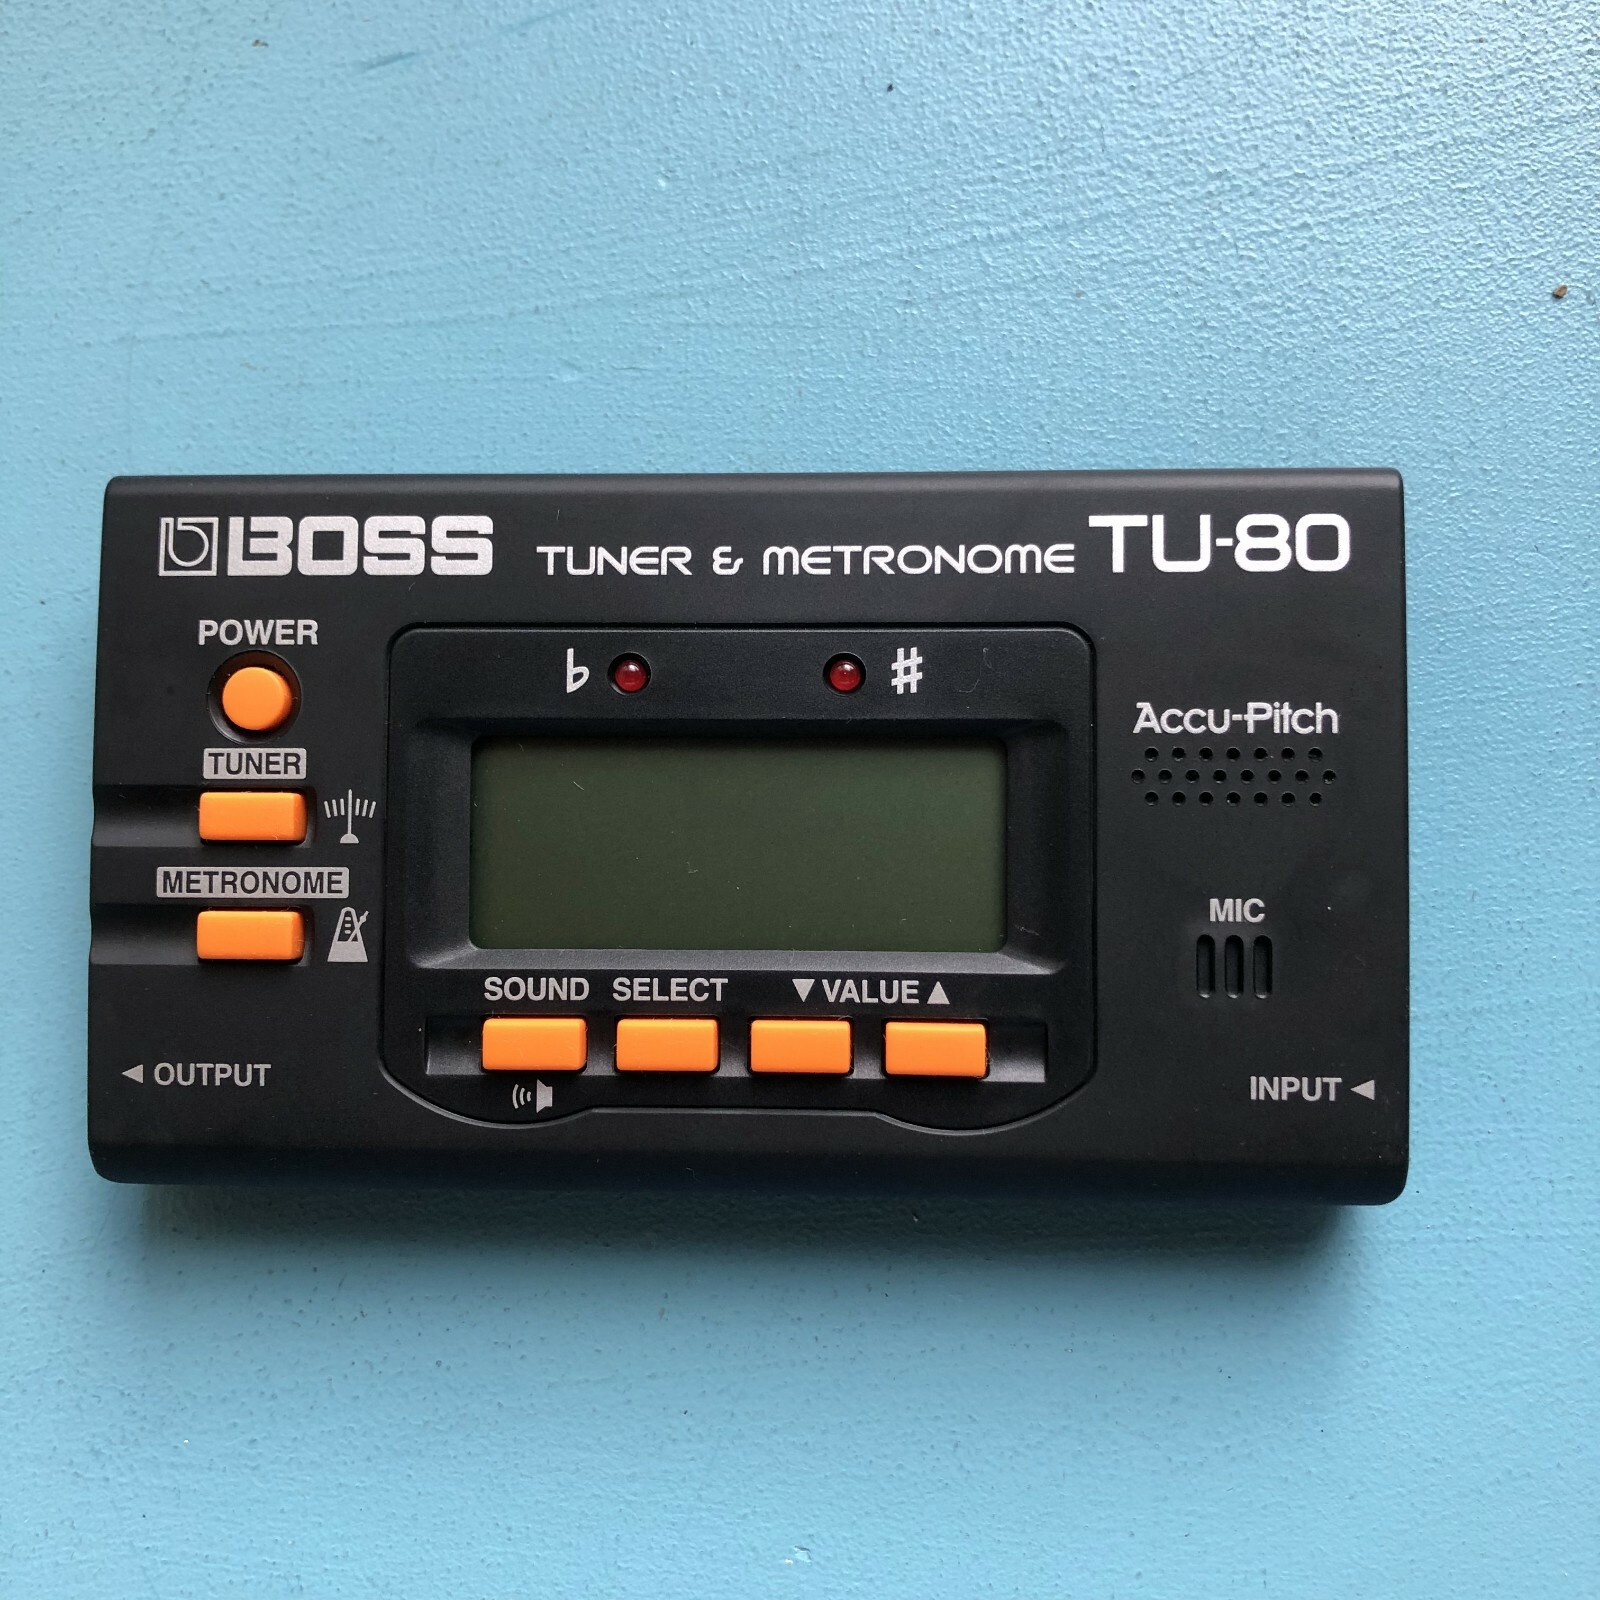 BOSS TUNER & METRONOME TU-80
POWER
TUNER
METRONOME
♭ ♯
SOUND SELECT ▼ VALUE ▲
Accu-Pitch
MIC
◀ OUTPUT
INPUT ◀